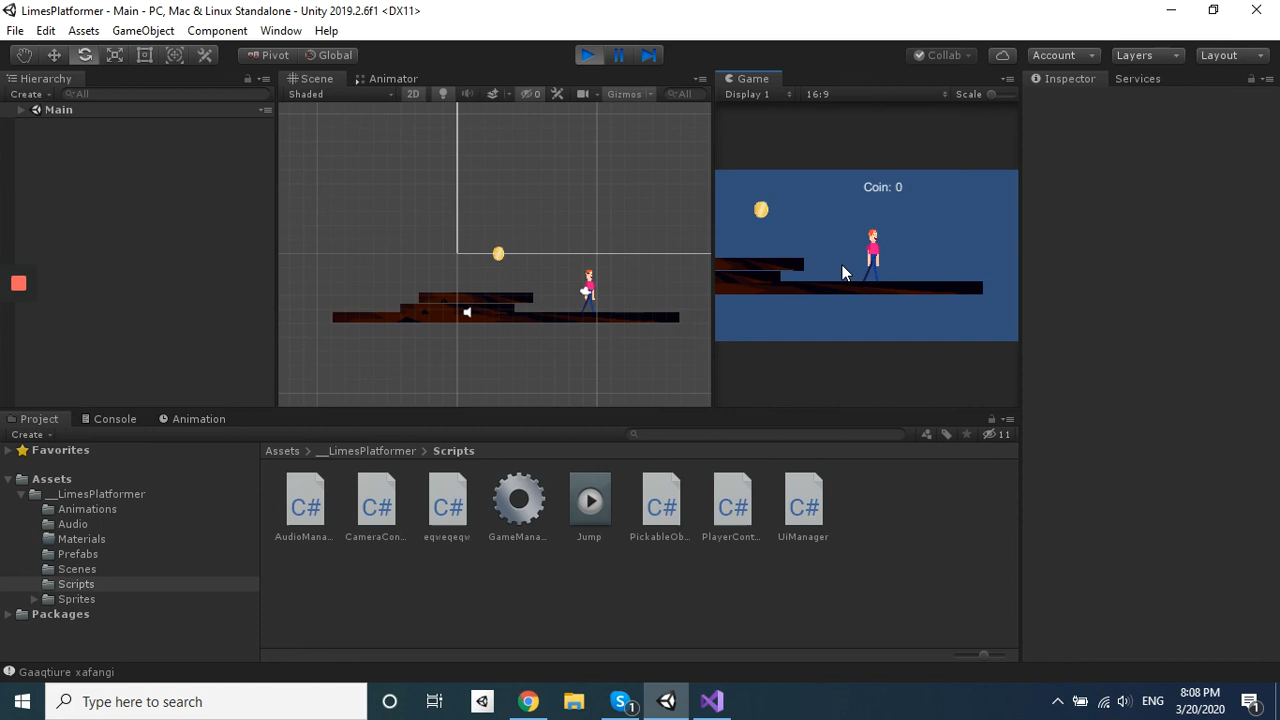 LimesPlatformer - Main - PC, Mac & Linux Standalone - Unity 2019.2.6f1 <DX11>
File Edit Assets GameObject Component Window Help
Pivot Global Collab Account Layers Layout
Hierarchy Scene Animator Game Inspector Services
Create All Shaded 2D 0 Gizmos All Display 1 16:9 Scale
Main
Coin: 0
Project Console Animation
Create 11
Favorites
Assets __LimesPlatformer Scripts
Assets
__LimesPlatformer
Animations
Audio
Materials
Prefabs
Scenes
Scripts
Sprites
Packages
C# C# C# C# C# C#
AudioMana... CameraCon... eqweqeqw GameMana... Jump PickableOb... PlayerCont... UiManager
Gaaqtiure xafangi
Type here to search
1
ENG
8:08 PM
3/20/2020
1